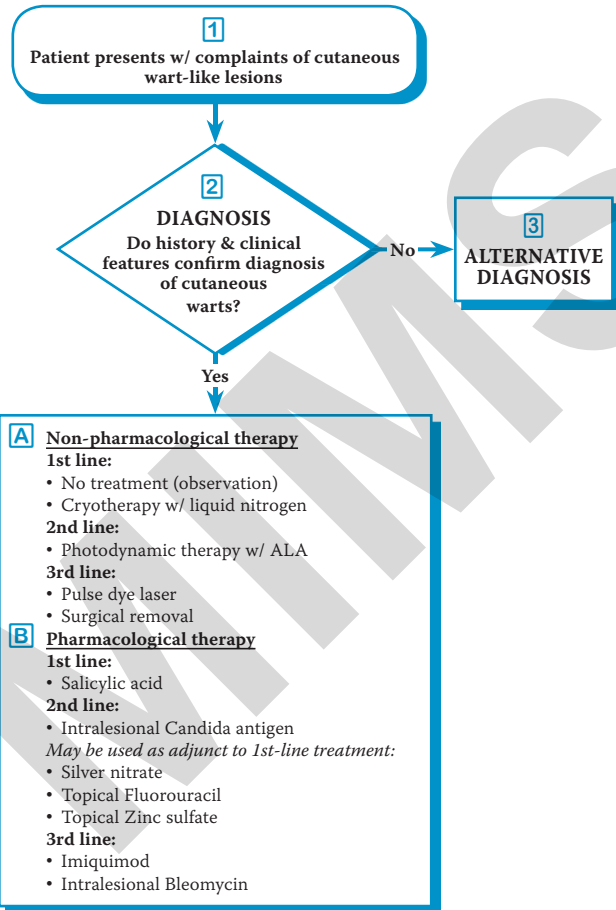 1
Patient presents w/ complaints of cutaneous
wart-like lesions
2
DIAGNOSIS
Do history & clinical
features confirm diagnosis
of cutaneous
warts?
No
3
ALTERNATIVE
DIAGNOSIS
Yes
A Non-pharmacological therapy
1st line:
• No treatment (observation)
• Cryotherapy w/ liquid nitrogen
2nd line:
• Photodynamic therapy w/ ALA
3rd line:
• Pulse dye laser
• Surgical removal
B Pharmacological therapy
1st line:
• Salicylic acid
2nd line:
• Intralesional Candida antigen
May be used as adjunct to 1st-line treatment:
• Silver nitrate
• Topical Fluorouracil
• Topical Zinc sulfate
3rd line:
• Imiquimod
• Intralesional Bleomycin
MIMS